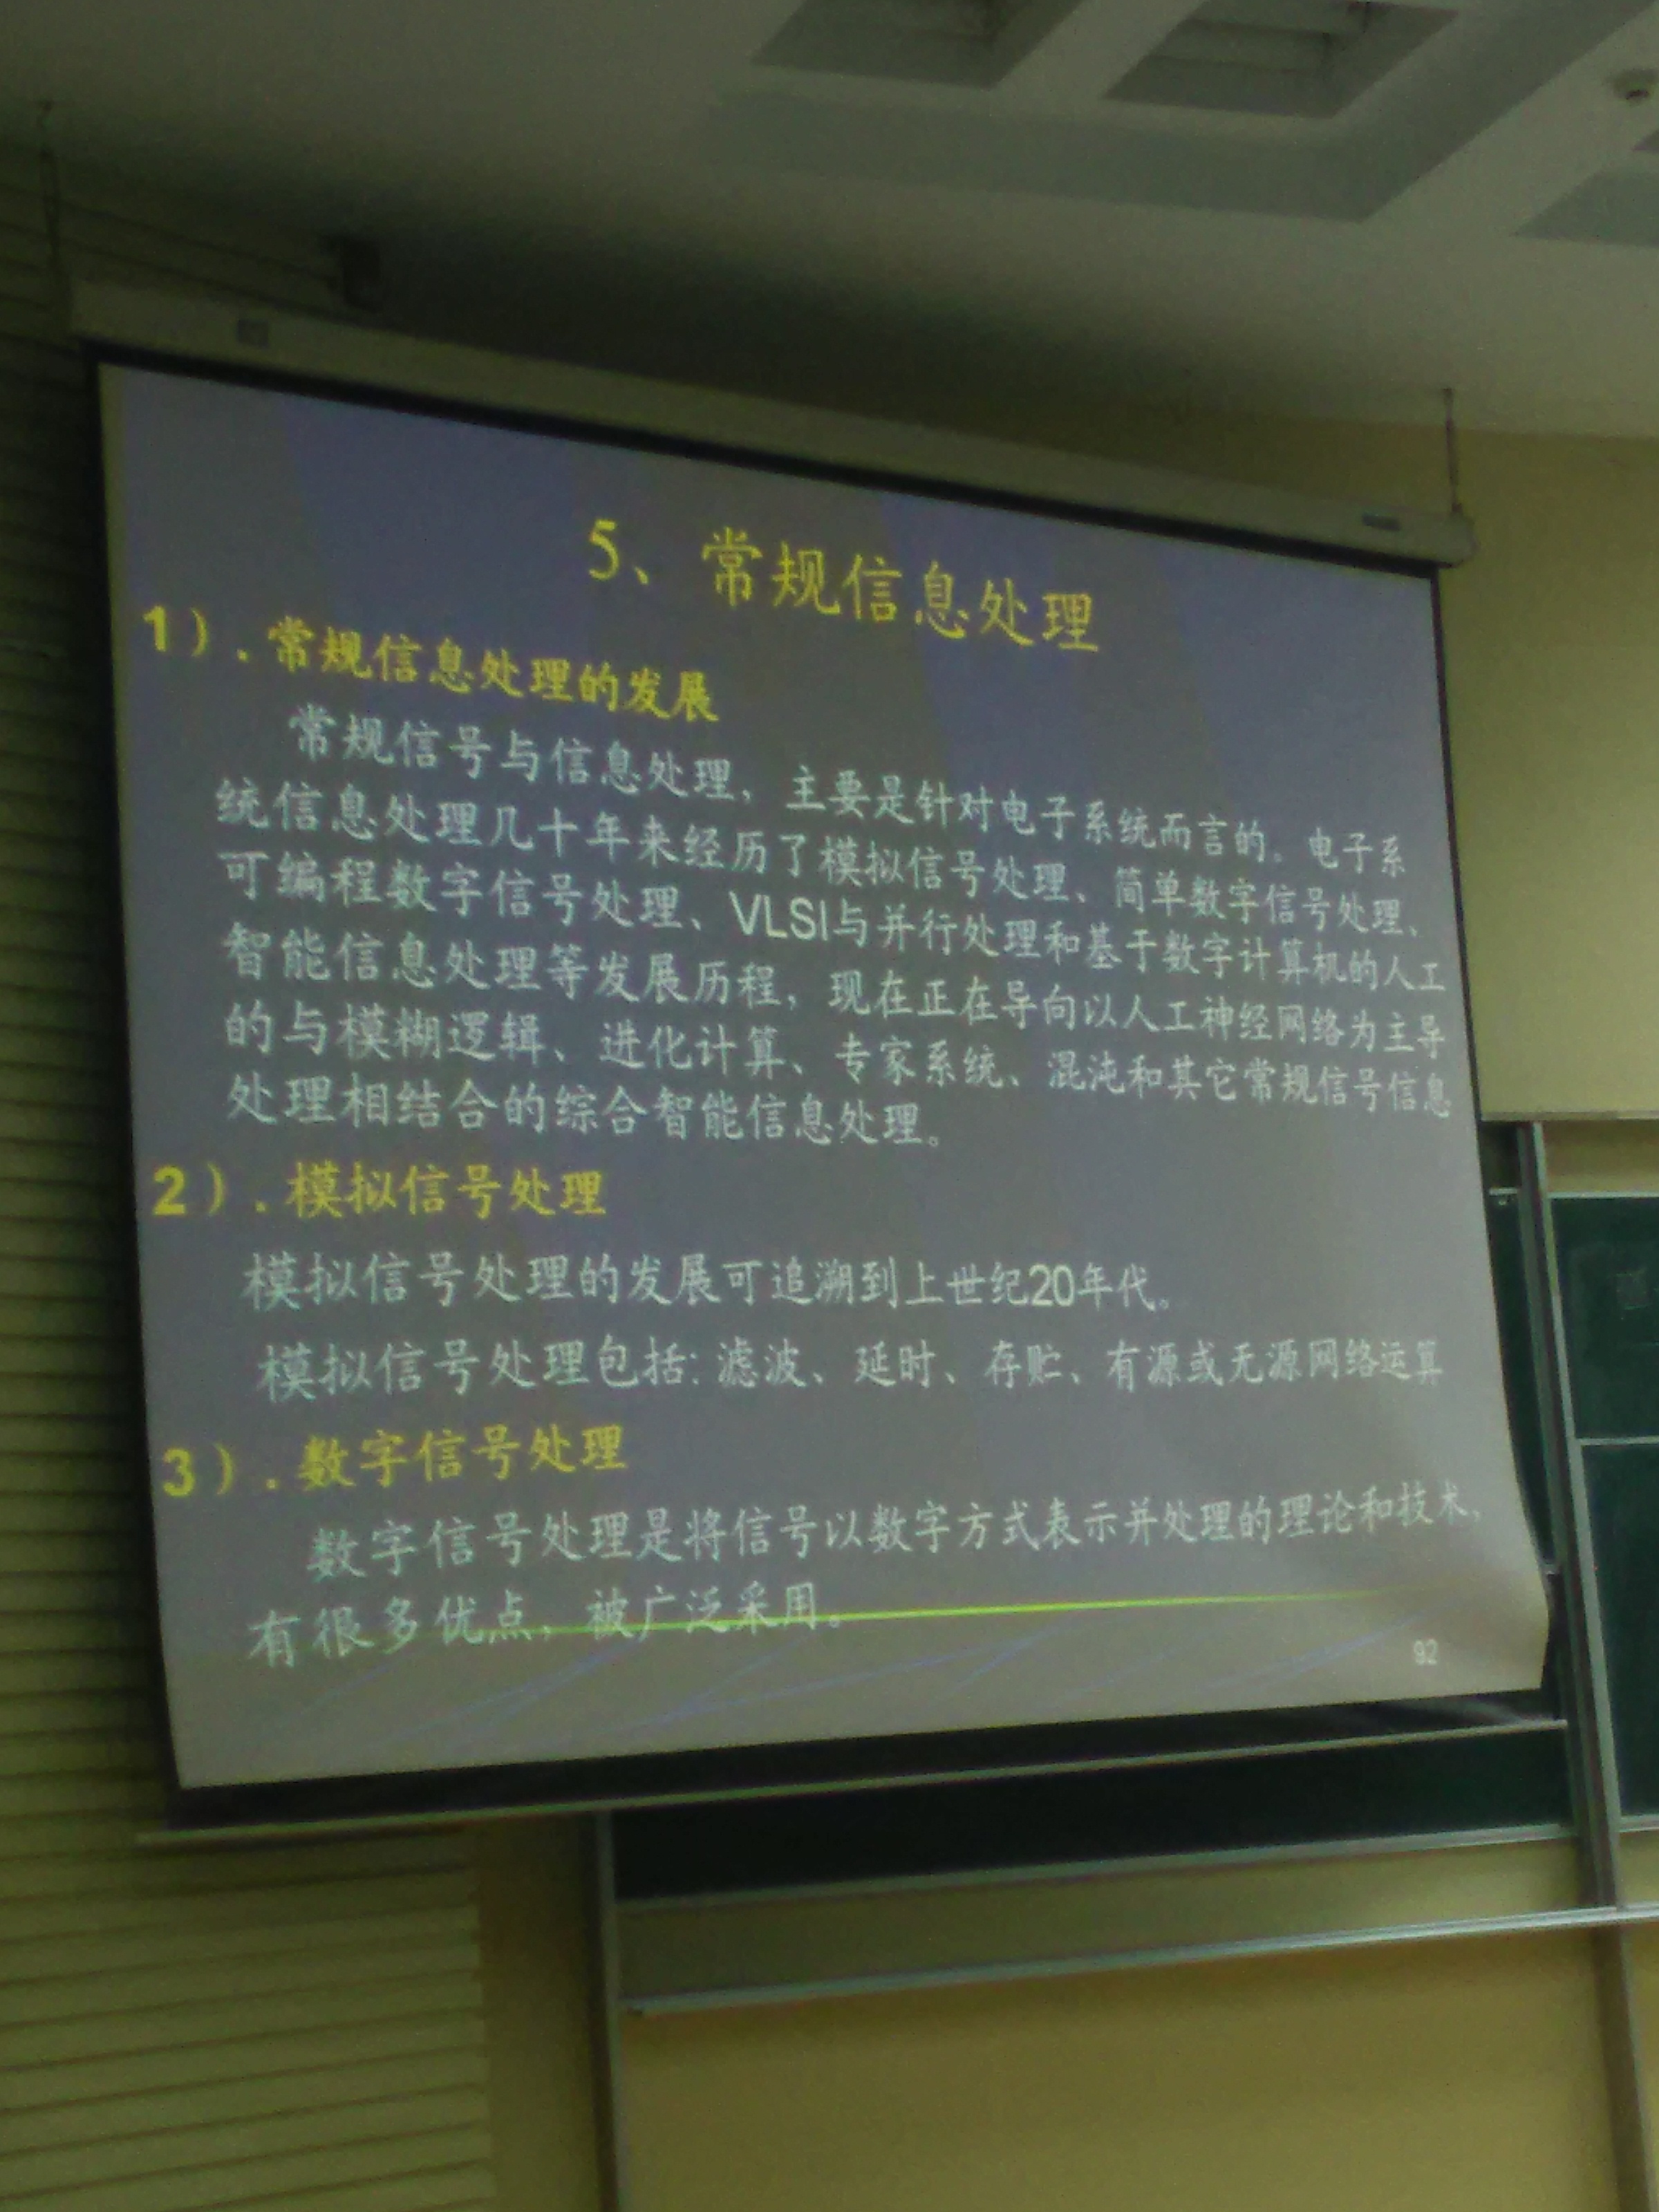 5、常规信息处理
1）.常规信息处理的发展
常规信号与信息处理，主要是针对电子系统而言的。电子系
统信息处理几十年来经历了模拟信号处理、简单数字信号处理、
可编程数字信号处理、VLSI与并行处理和基于数字计算机的人工
智能信息处理等发展历程，现在正在导向以人工神经网络为主导
的与模糊逻辑、进化计算、专家系统、混沌和其它常规信号信息
处理相结合的综合智能信息处理。
2）.模拟信号处理
模拟信号处理的发展可追溯到上世纪20年代。
模拟信号处理包括:滤波、延时、存贮、有源或无源网络运算
3）.数字信号处理
数字信号处理是将信号以数字方式表示并处理的理论和技术，
有很多优点，被广泛采用。
92